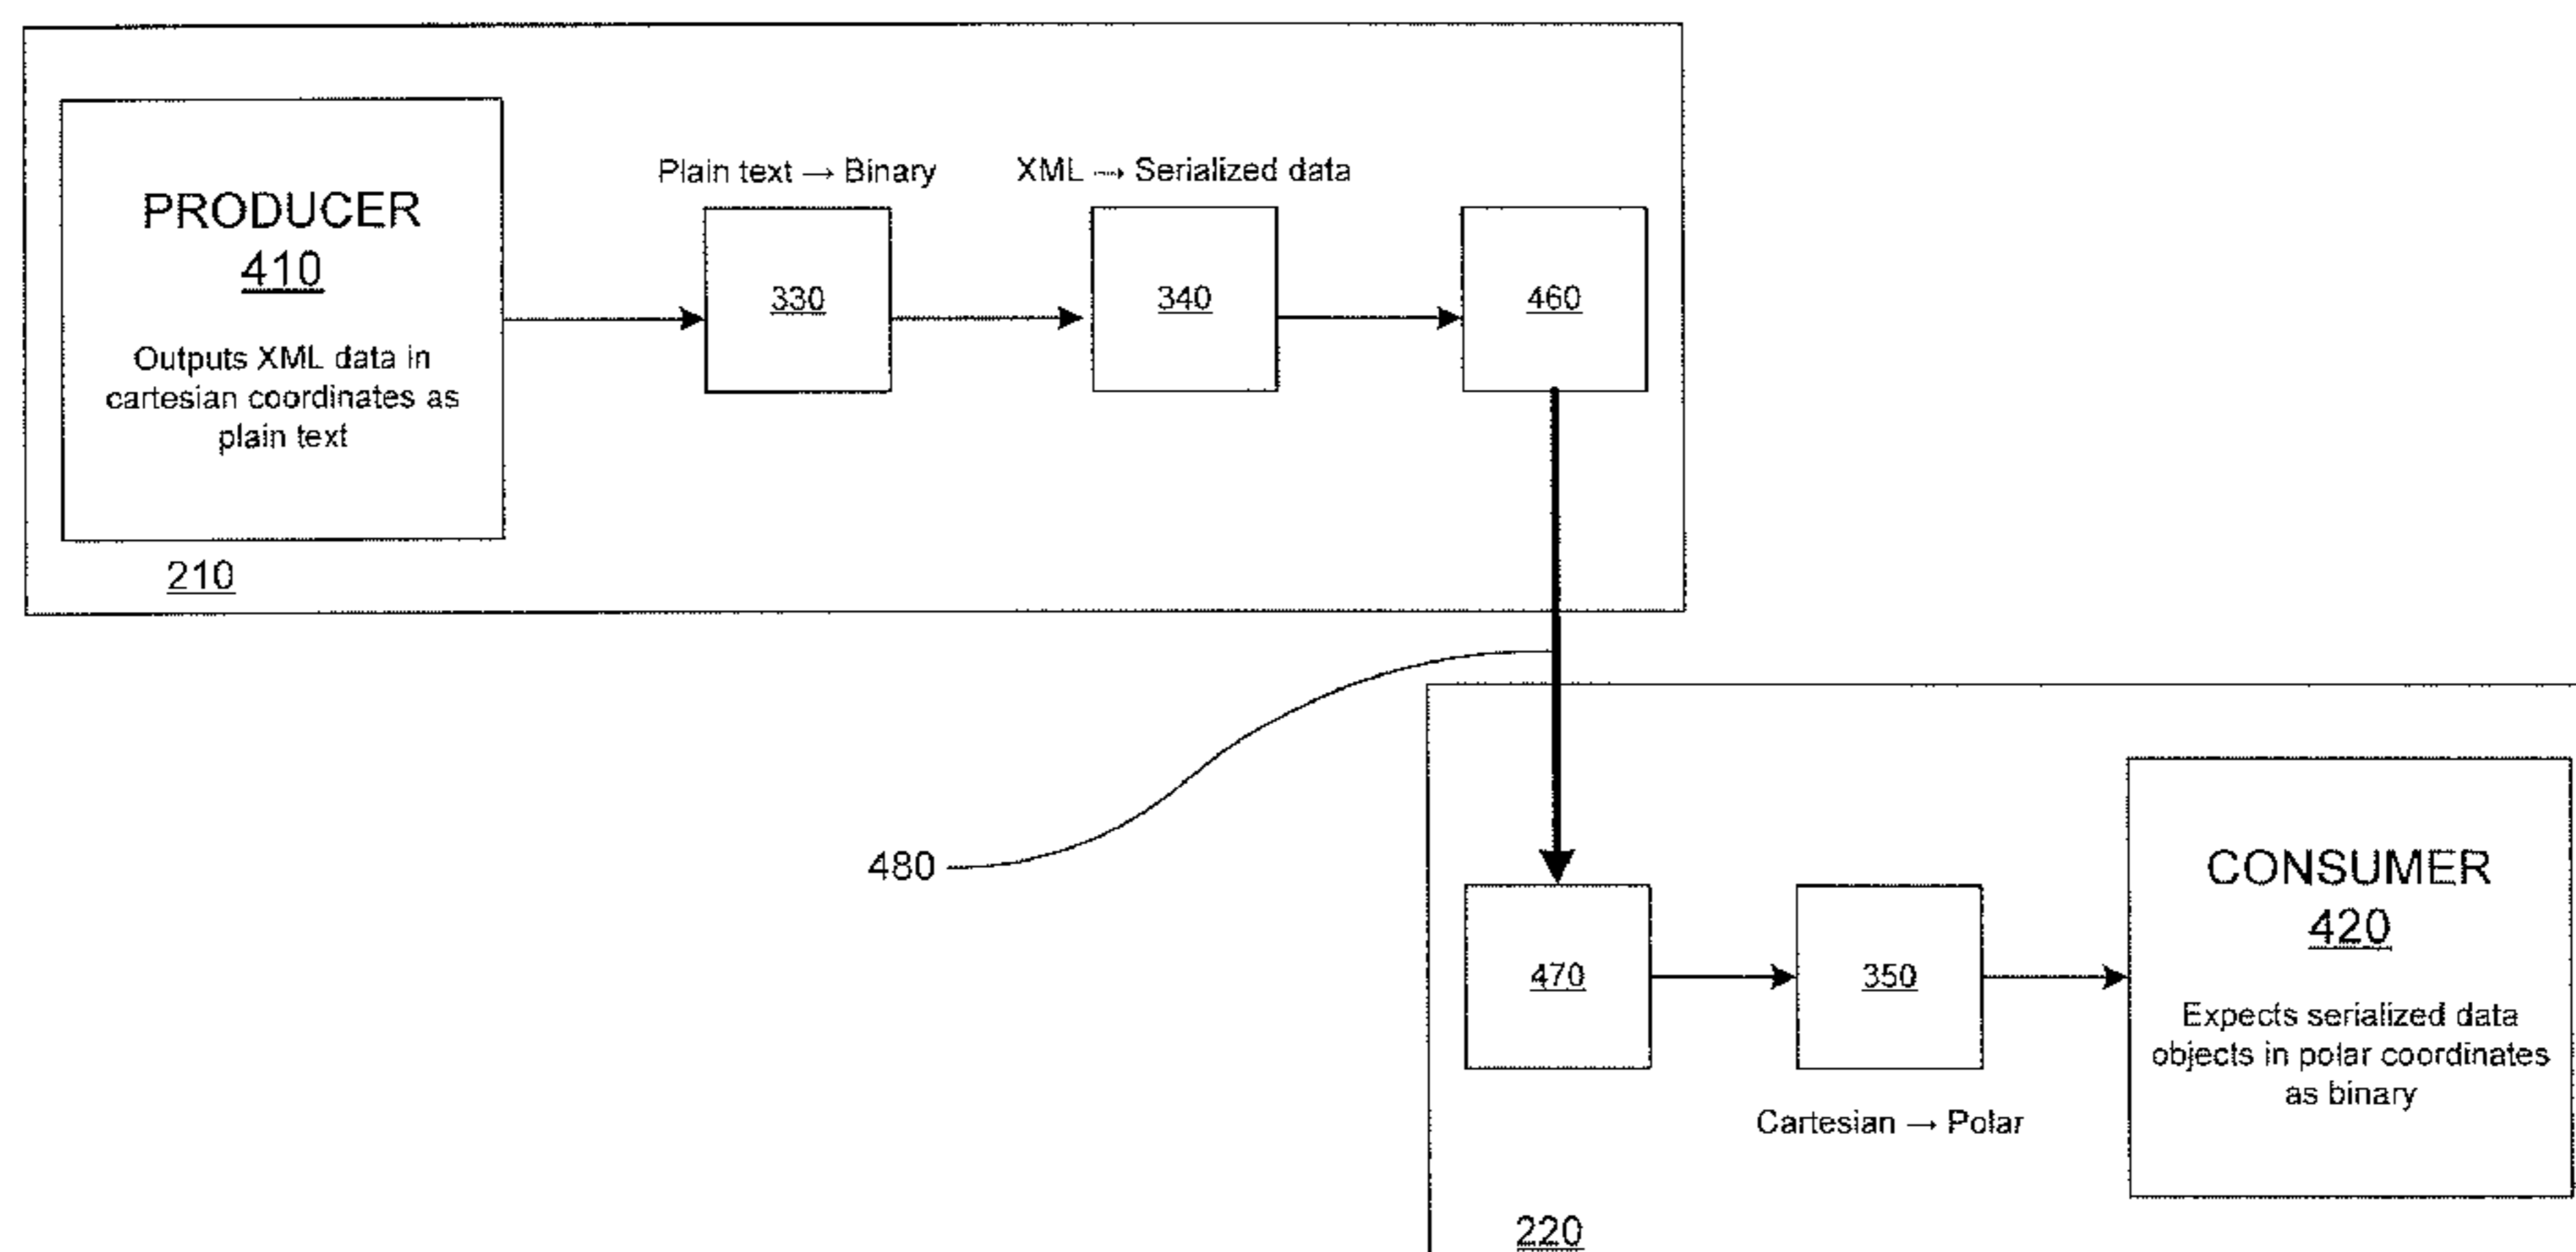 PRODUCER
410
Outputs XML data in
cartesian coordinates as
plain text
Plain text → Binary
XML → Serialized data
330
340
460
210
480
470
350
Cartesian → Polar
CONSUMER
420
Expects serialized data
objects in polar coordinates
as binary
220